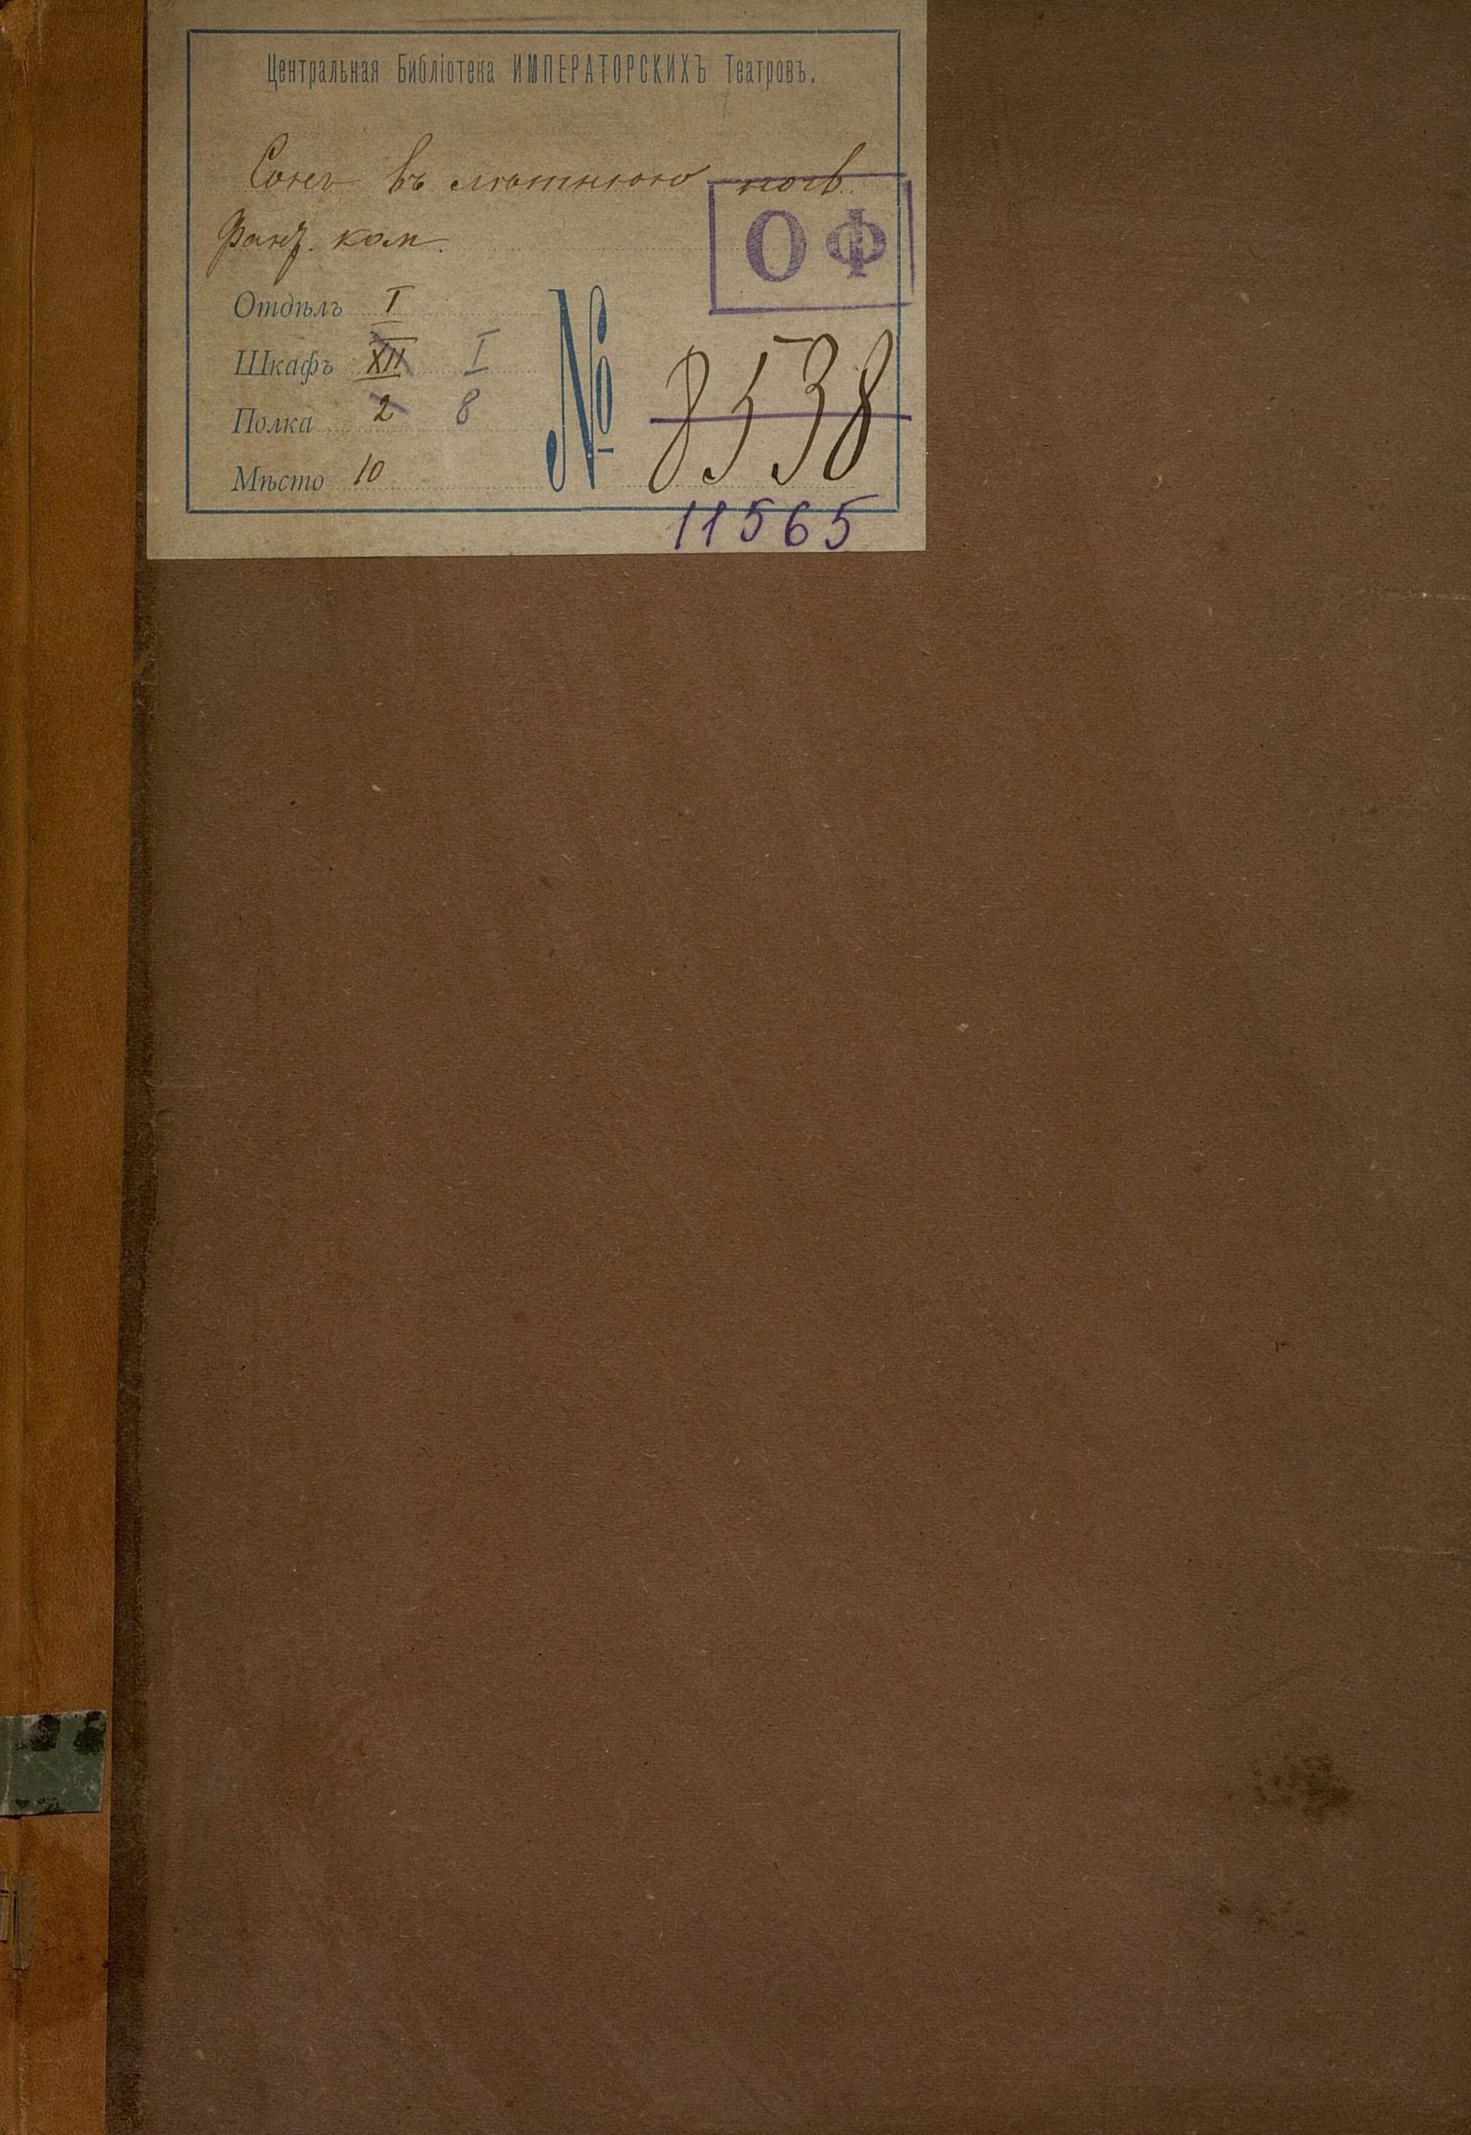 Центральная Библіотека ИМПЕРАТОРСКИХЪ Театровъ.
Сонъ въ лѣтнюю ночь.
Фант. ком.
ОФ
Отдѣлъ I
Шкафъ XII I
Полка 2 8
Мѣсто 10
№ 8538
11565